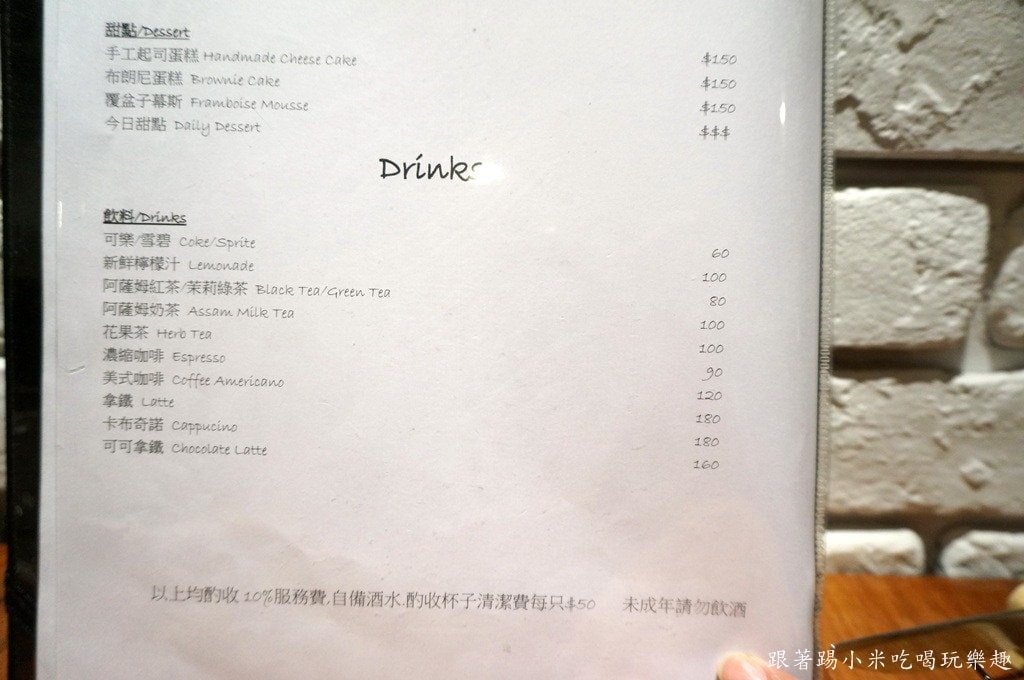 甜點/Dessert
手工起司蛋糕 Handmade Cheese Cake $150
布朗尼蛋糕 Brownie Cake $150
覆盆子幕斯 Framboise Mousse $150
今日甜點 Daily Dessert $$$
Drinks
飲料/Drinks
可樂/雪碧 Coke/Sprite 60
新鮮檸檬汁 Lemonade 100
阿薩姆紅茶/茉莉綠茶 Black Tea/Green Tea 80
阿薩姆奶茶 Assam Milk Tea 100
花果茶 Herb Tea 100
濃縮咖啡 Espresso 90
美式咖啡 Coffee Americano 120
拿鐵 Latte 180
卡布奇諾 Cappucino 180
可可拿鐵 Chocolate Latte 160
以上均酌收10%服務費,自備酒水,酌收杯子清潔費每只$50 未成年請勿飲酒
跟著踢小米吃喝玩樂趣